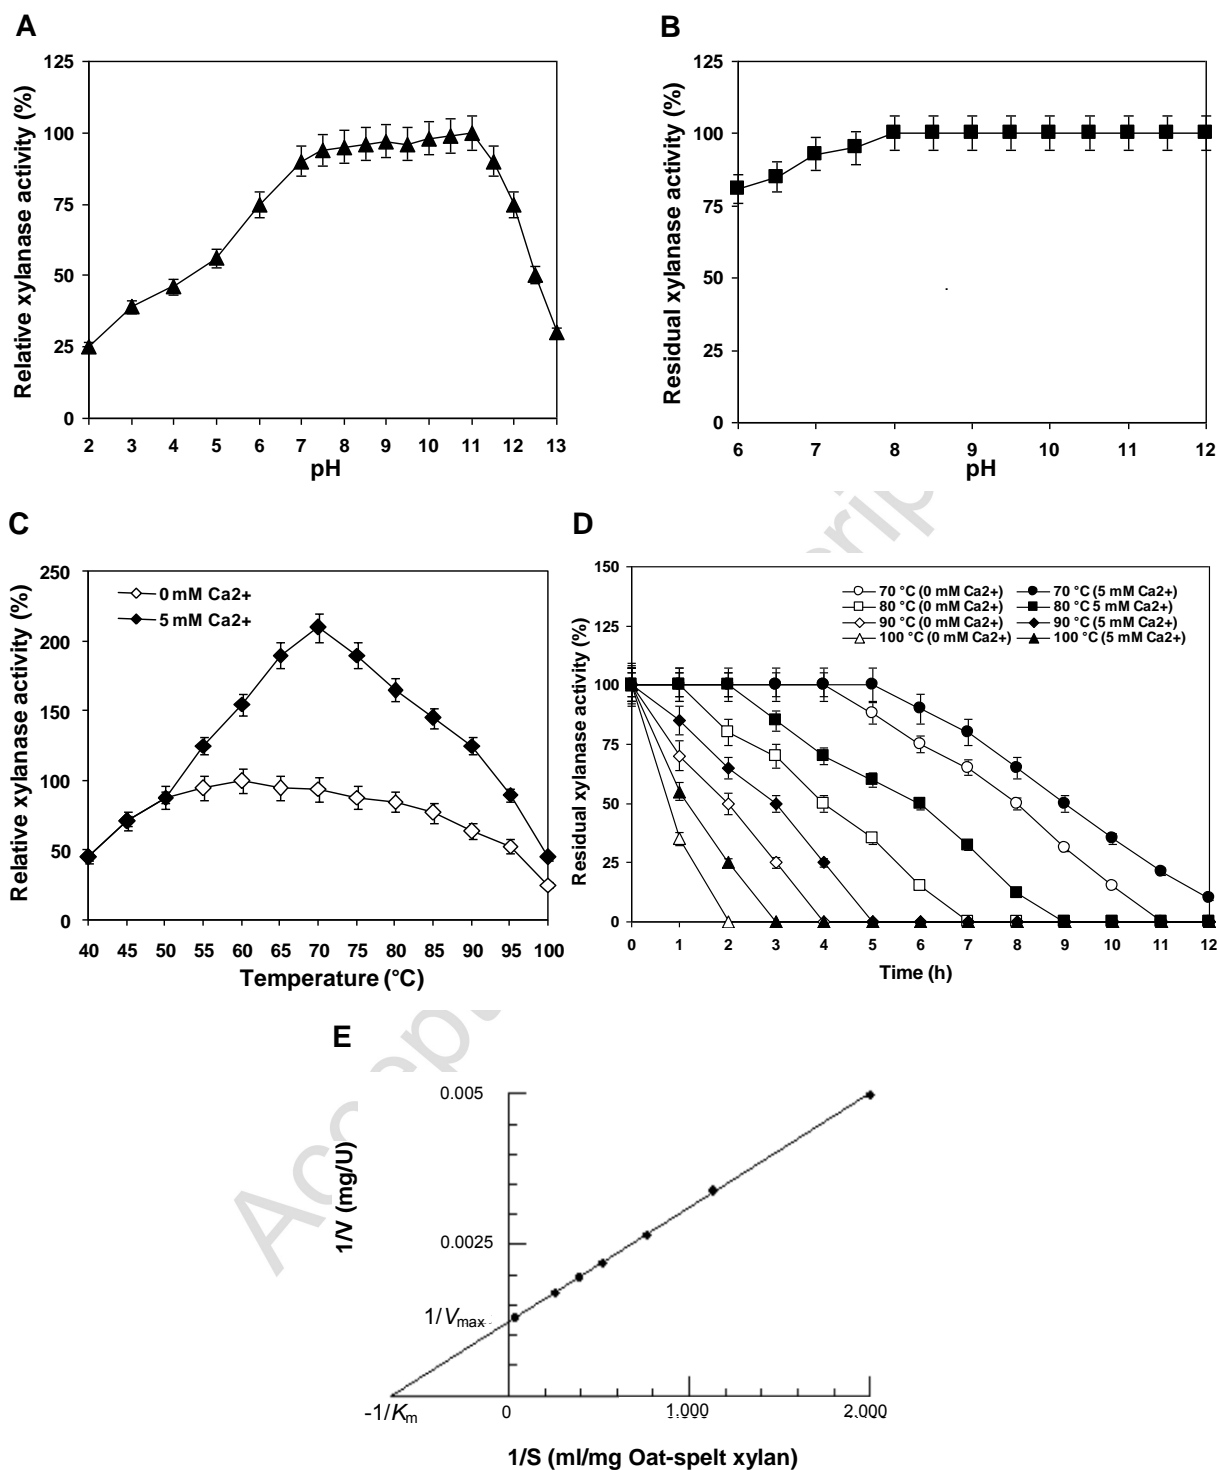 A
Relative xylanase activity (%)
125
100
75
50
25
0
2 3 4 5 6 7 8 9 10 11 12 13
pH
B
Residual xylanase activity (%)
125
100
75
50
25
0
6 7 8 9 10 11 12
pH
C
Relative xylanase activity (%)
250
200
150
100
50
0
0 mM Ca2+
5 mM Ca2+
40 45 50 55 60 65 70 75 80 85 90 95 100
Temperature (°C)
D
Residual xylanase activity (%)
150
125
100
75
50
25
0
70 °C (0 mM Ca2+) 70 °C (5 mM Ca2+)
80 °C (0 mM Ca2+) 80 °C 5 mM Ca2+)
90 °C (0 mM Ca2+) 90 °C (5 mM Ca2+)
100 °C (0 mM Ca2+) 100 °C (5 mM Ca2+)
0 1 2 3 4 5 6 7 8 9 10 11 12
Time (h)
E
1/V (mg/U)
0.005
0.0025
1/Vmax
-1/Km
0 1.000 2.000
1/S (ml/mg Oat-spelt xylan)